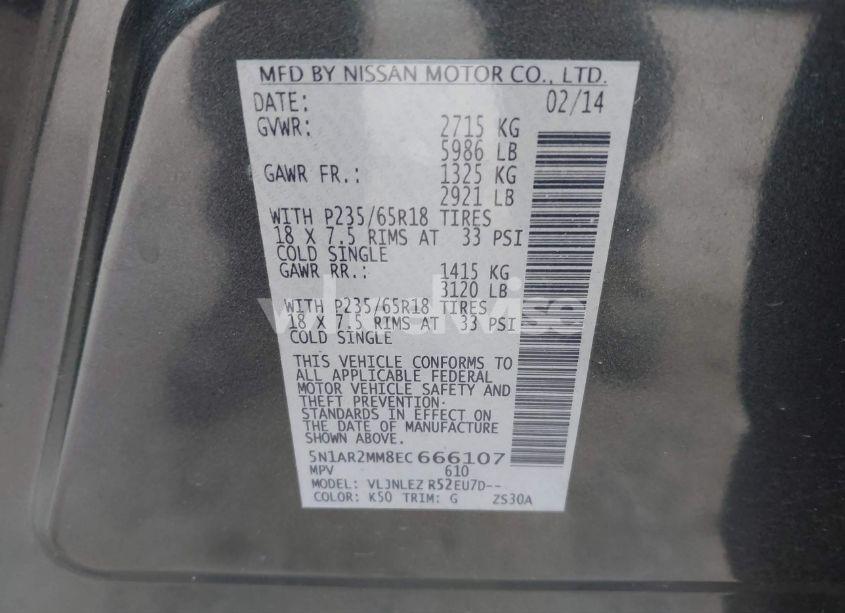 MFD BY NISSAN MOTOR CO., LTD.
DATE: 02/14
GVWR: 2715 KG
5986 LB
GAWR FR.: 1325 KG
2921 LB
WITH P235/65R18 TIRES
18 X 7.5 RIMS AT 33 PSI
COLD SINGLE
GAWR RR.: 1415 KG
3120 LB
WITH P235/65R18 TIRES
18 X 7.5 RIMS AT 33 PSI
COLD SINGLE
THIS VEHICLE CONFORMS TO
ALL APPLICABLE FEDERAL
MOTOR VEHICLE SAFETY AND
THEFT PREVENTION
STANDARDS IN EFFECT ON
THE DATE OF MANUFACTURE
SHOWN ABOVE.
5N1AR2MM8EC666107
MPV 610
MODEL: VLJNLEZ R52EU7D--
COLOR: K50 TRIM: G ZS30A